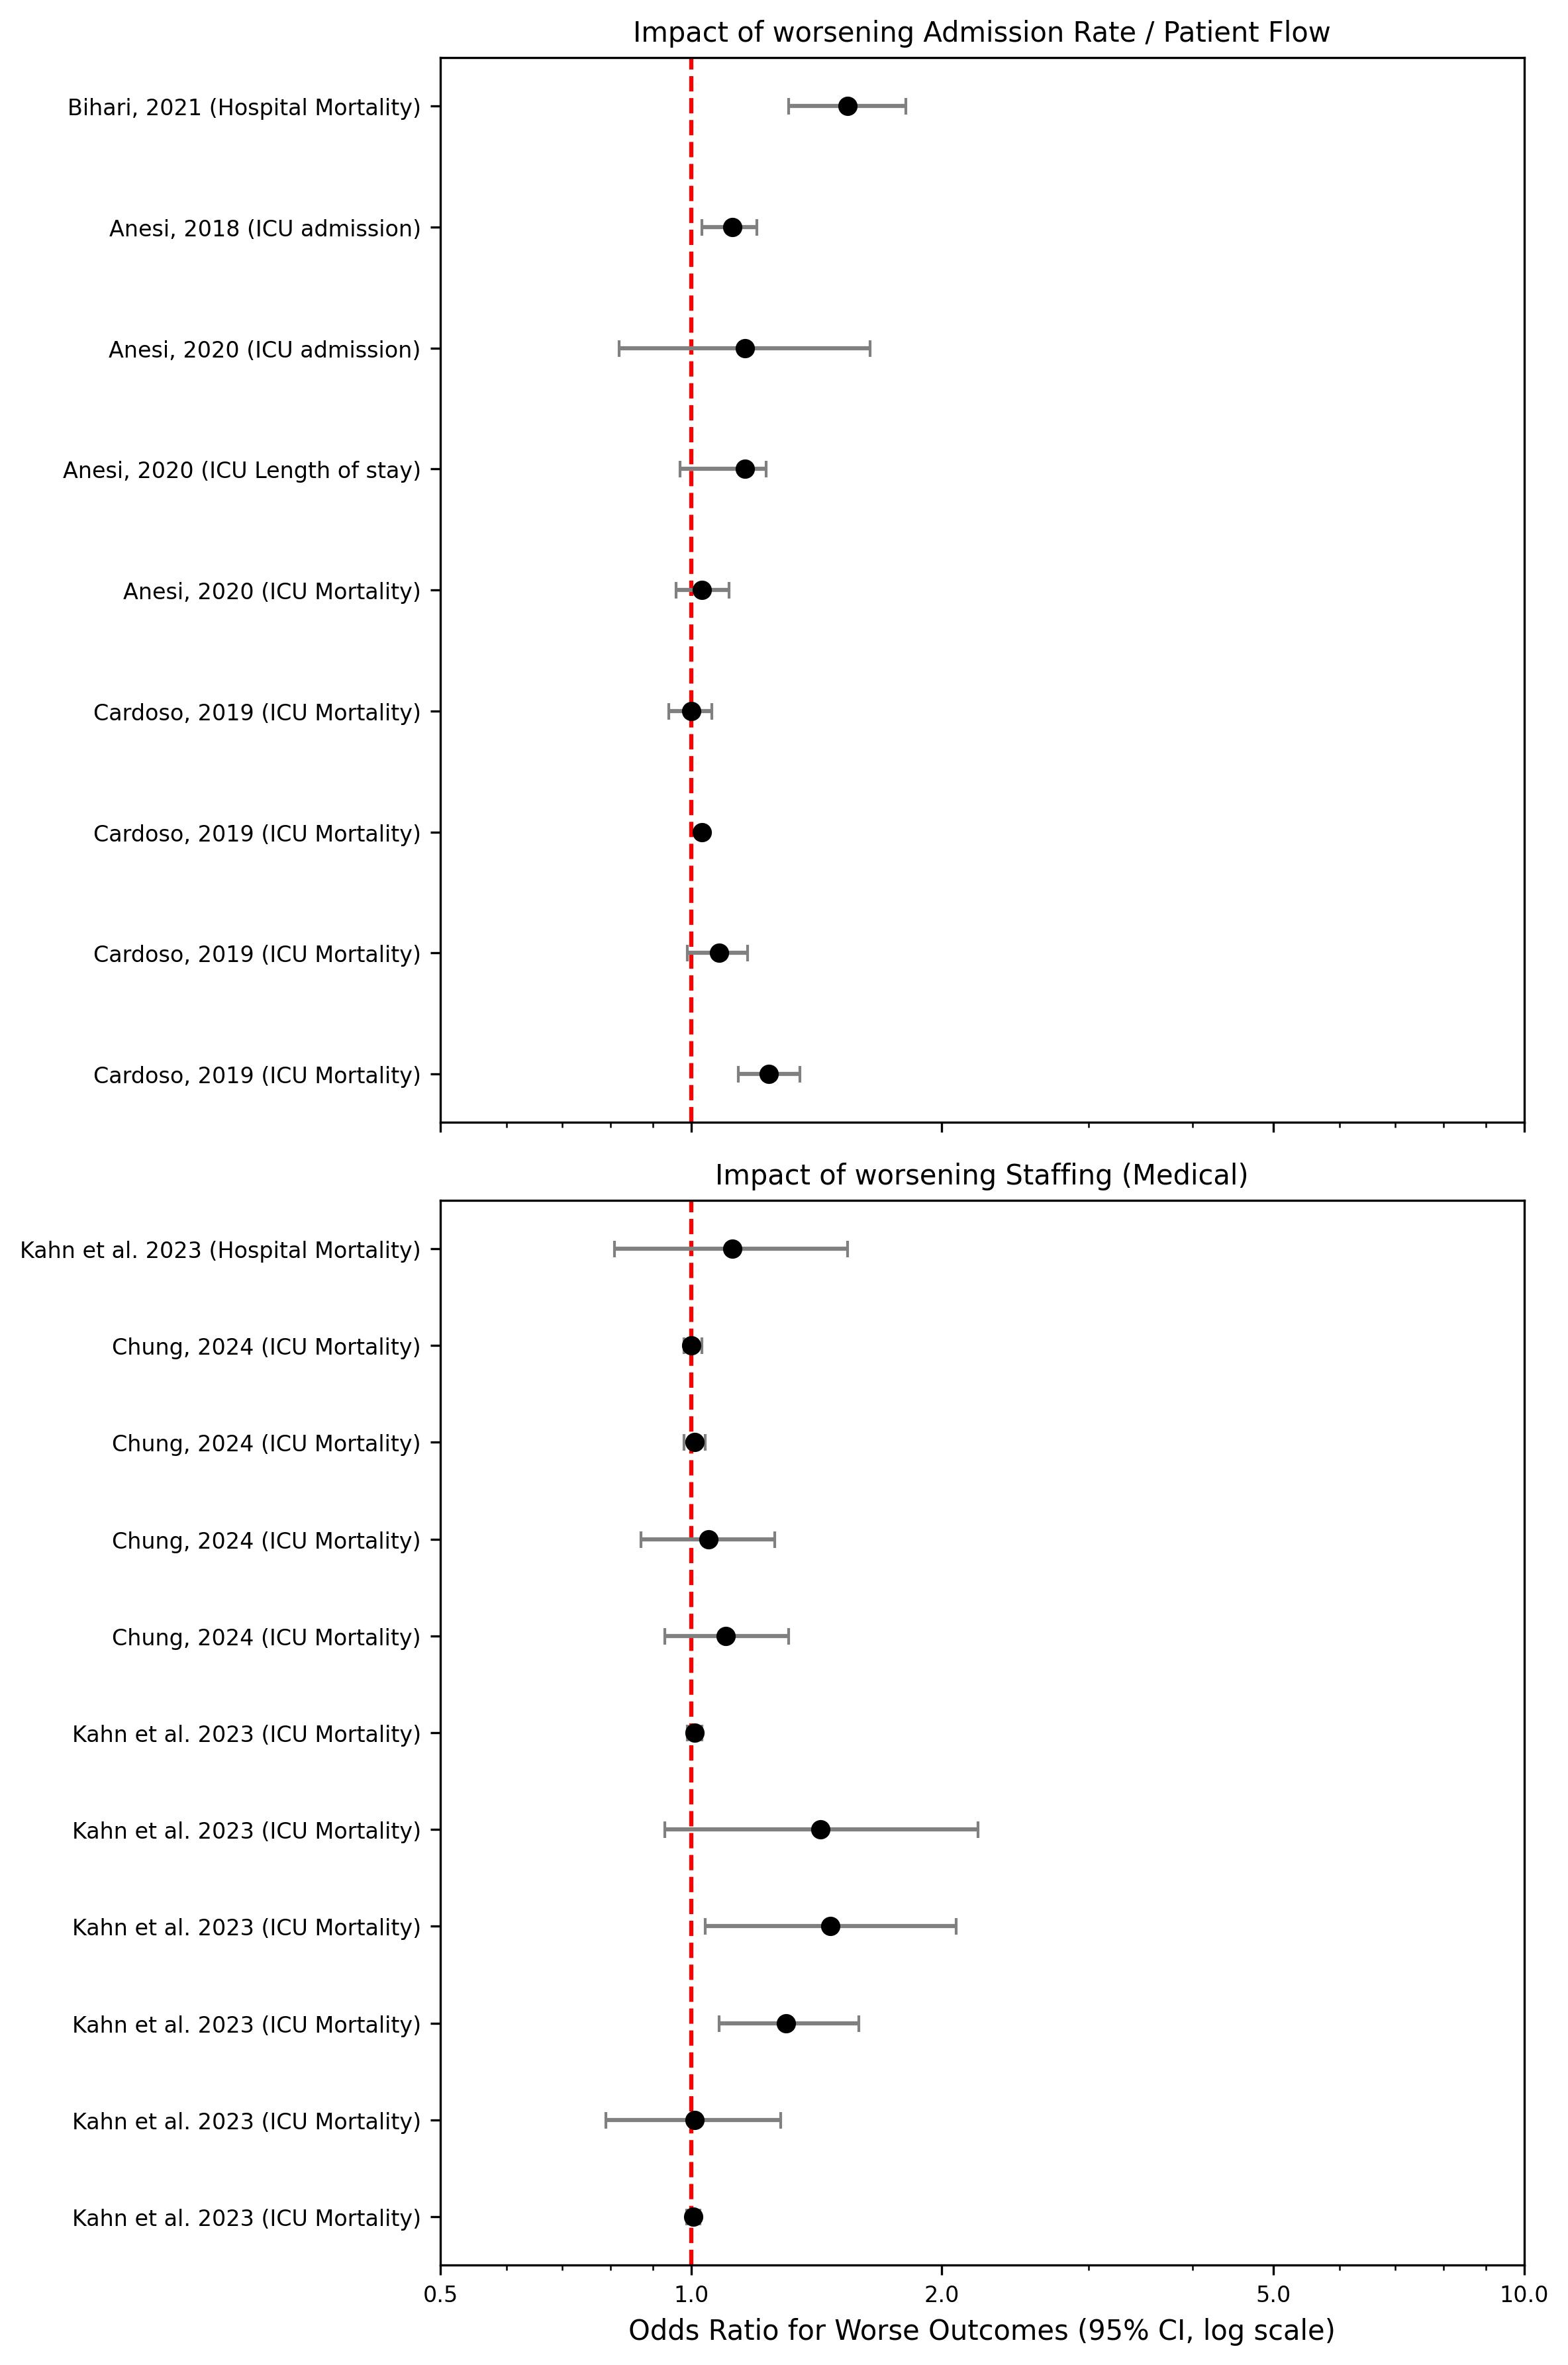 Impact of worsening Admission Rate / Patient Flow
Bihari, 2021 (Hospital Mortality)
Anesi, 2018 (ICU admission)
Anesi, 2020 (ICU admission)
Anesi, 2020 (ICU Length of stay)
Anesi, 2020 (ICU Mortality)
Cardoso, 2019 (ICU Mortality)
Cardoso, 2019 (ICU Mortality)
Cardoso, 2019 (ICU Mortality)
Cardoso, 2019 (ICU Mortality)
Impact of worsening Staffing (Medical)
Kahn et al. 2023 (Hospital Mortality)
Chung, 2024 (ICU Mortality)
Chung, 2024 (ICU Mortality)
Chung, 2024 (ICU Mortality)
Chung, 2024 (ICU Mortality)
Kahn et al. 2023 (ICU Mortality)
Kahn et al. 2023 (ICU Mortality)
Kahn et al. 2023 (ICU Mortality)
Kahn et al. 2023 (ICU Mortality)
Kahn et al. 2023 (ICU Mortality)
Kahn et al. 2023 (ICU Mortality)
0.5 1.0 2.0 5.0 10.0
Odds Ratio for Worse Outcomes (95% CI, log scale)